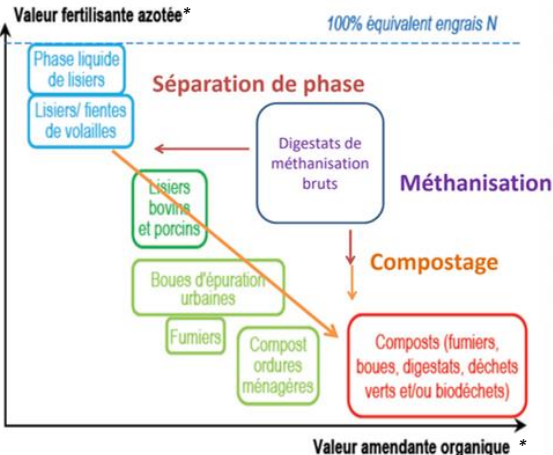 Valeur fertilisante azotée*
100% équivalent engrais N
Phase liquide
de lisiers
Séparation de phase
Lisiers/ fientes
de volailles
Digestats de
méthanisation
bruts
Méthanisation
Lisiers
bovins
et porcins
Compostage
Boues d'épuration
urbaines
Fumiers
Compost
ordures
ménagères
Composts (fumiers,
boues, digestats, déchets
verts et/ou biodéchets)
Valeur amendante organique *